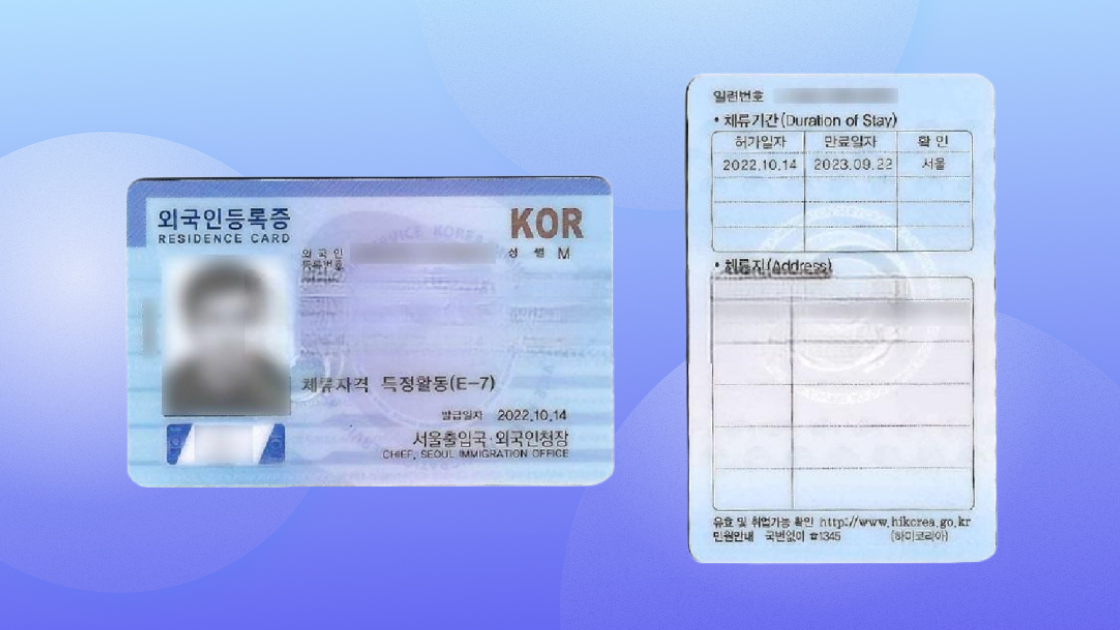 외국인등록증
RESIDENCE CARD
KOR
외국인
등록번호
성 별 M
체류자격 특정활동(E-7)
발급일자 2022.10.14
서울출입국·외국인청장
CHIEF, SEOUL IMMIGRATION OFFICE
일련번호
• 체류기간(Duration of Stay)
허가일자 만료일자 확 인
2022.10.14 2023.09.22 서울
• 체류지(Address)
유효 및 취업가능 확인 http://www.hikorea.go.kr
민원안내 국번없이 ☎1345 (하이코리아)